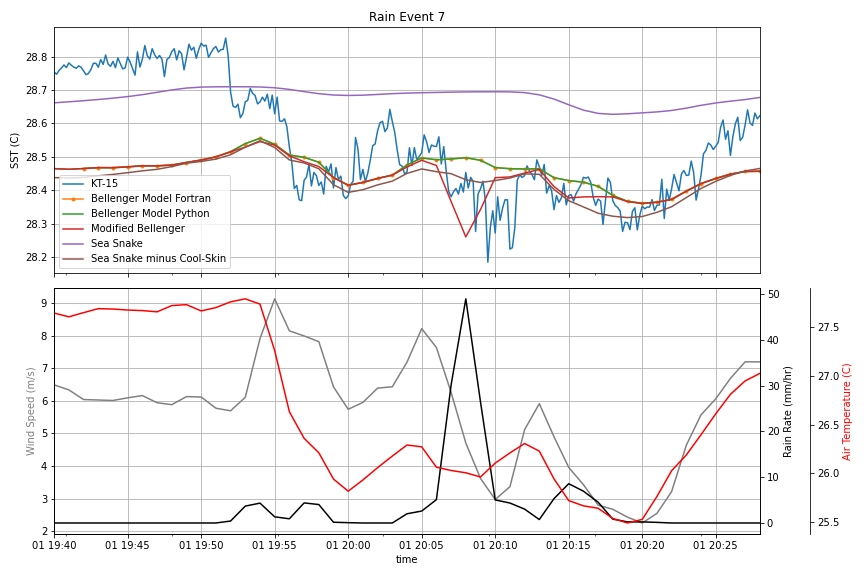 Rain Event 7
SST (C)
28.8
28.7
28.6
28.5
28.4
28.3
28.2
KT-15
Bellenger Model Fortran
Bellenger Model Python
Modified Bellenger
Sea Snake
Sea Snake minus Cool-Skin
Wind Speed (m/s)
9
8
7
6
5
4
3
2
50
40
30
20
10
0
Rain Rate (mm/hr)
27.5
27.0
26.5
26.0
25.5
Air Temperature (C)
01 19:40 01 19:45 01 19:50 01 19:55 01 20:00 01 20:05 01 20:10 01 20:15 01 20:20 01 20:25
time